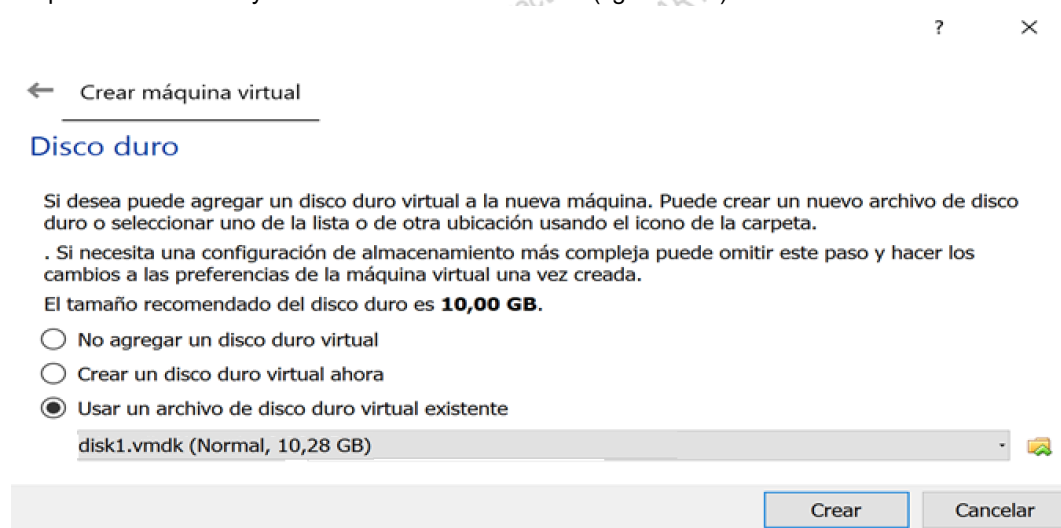 ?
Crear máquina virtual
Disco duro
Si desea puede agregar un disco duro virtual a la nueva máquina. Puede crear un nuevo archivo de disco
duro o seleccionar uno de la lista o de otra ubicación usando el icono de la carpeta.
. Si necesita una configuración de almacenamiento más compleja puede omitir este paso y hacer los
cambios a las preferencias de la máquina virtual una vez creada.
El tamaño recomendado del disco duro es 10,00 GB.
No agregar un disco duro virtual
Crear un disco duro virtual ahora
Usar un archivo de disco duro virtual existente
disk1.vmdk (Normal, 10,28 GB)
Crear Cancelar